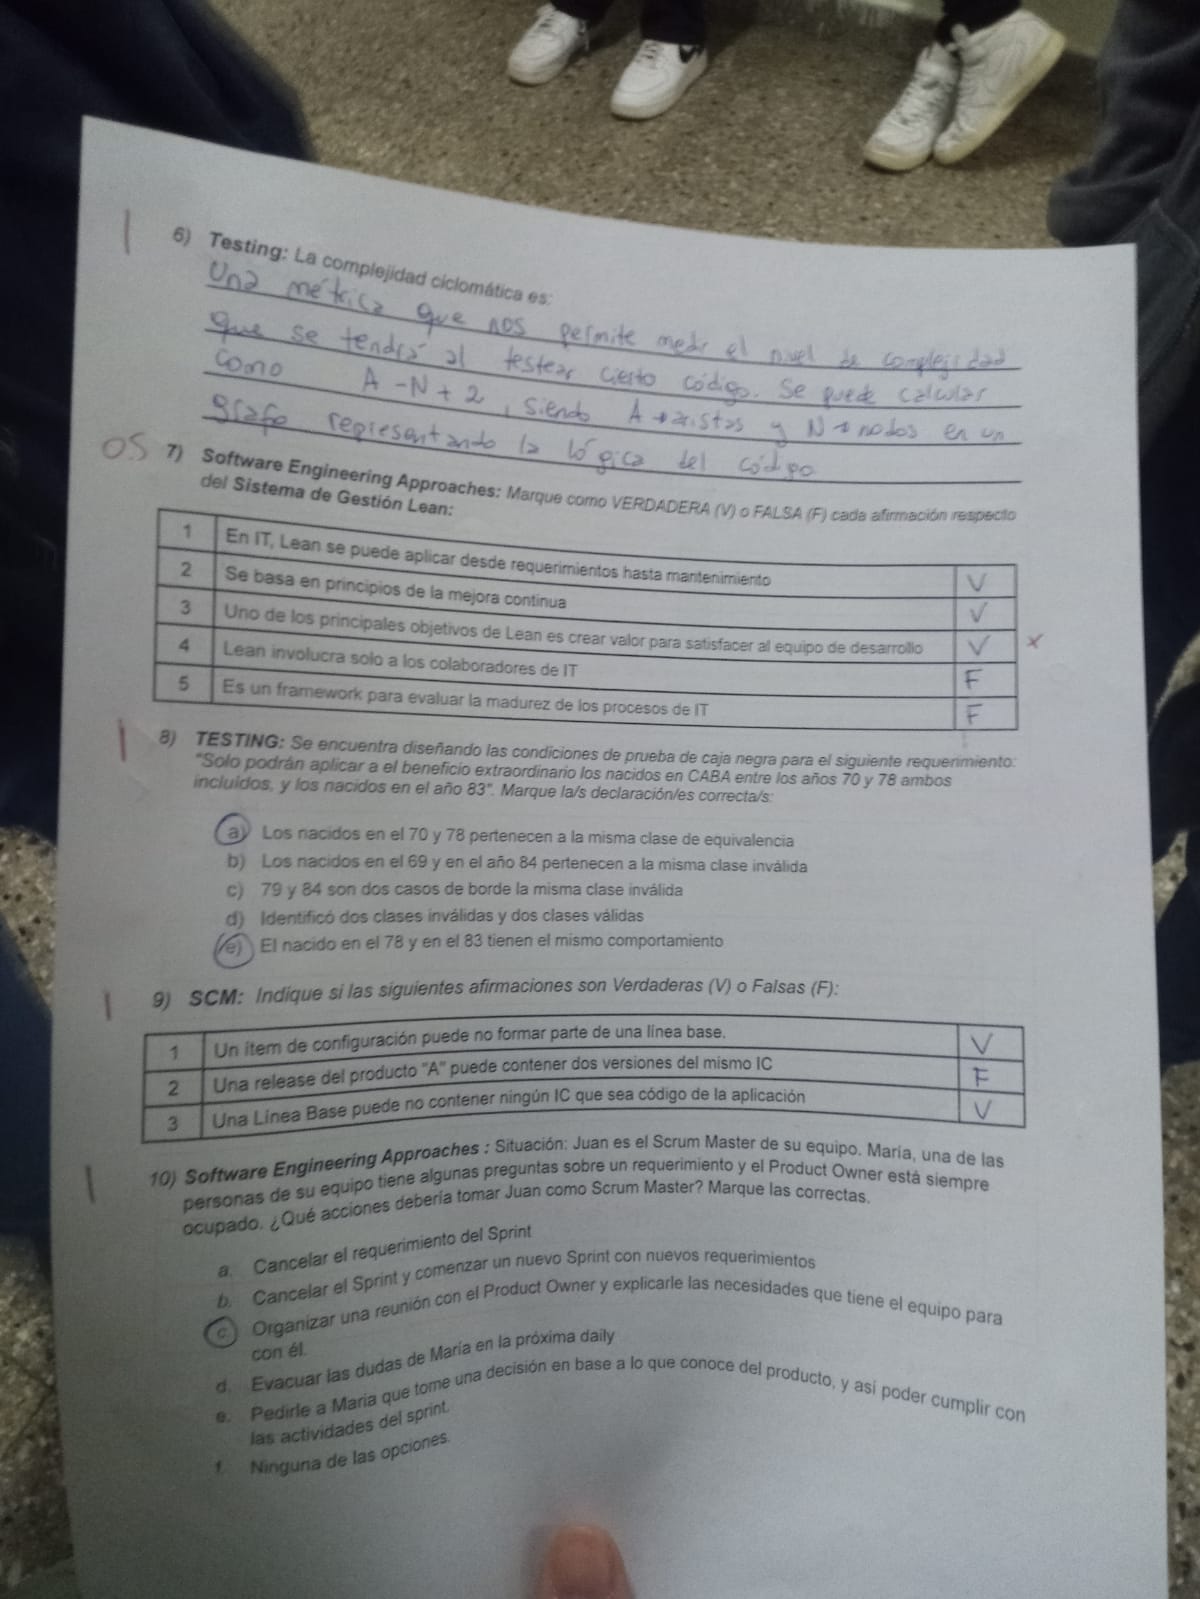 1
6) Testing: La complejidad ciclomática es:
Una métrica que nos permite medir el nivel de complejidad
que se tendrá al testear cierto código. Se puede calcular
como A - N + 2, siendo A → aristas y N → nodos en un
grafo representando la lógica del código
0.5
7) Software Engineering Approaches: Marque como VERDADERA (V) o FALSA (F) cada afirmación respecto
del Sistema de Gestión Lean:
1 En IT, Lean se puede aplicar desde requerimientos hasta mantenimiento V
2 Se basa en principios de la mejora continua V
3 Uno de los principales objetivos de Lean es crear valor para satisfacer al equipo de desarrollo V x
4 Lean involucra solo a los colaboradores de IT F
5 Es un framework para evaluar la madurez de los procesos de IT F
1
8) TESTING: Se encuentra diseñando las condiciones de prueba de caja negra para el siguiente requerimiento:
"Solo podrán aplicar a el beneficio extraordinario los nacidos en CABA entre los años 70 y 78 ambos
incluídos, y los nacidos en el año 83". Marque la/s declaración/es correcta/s:
a) Los nacidos en el 70 y 78 pertenecen a la misma clase de equivalencia
b) Los nacidos en el 69 y en el año 84 pertenecen a la misma clase inválida
c) 79 y 84 son dos casos de borde la misma clase inválida
d) Identificó dos clases inválidas y dos clases válidas
e) El nacido en el 78 y en el 83 tienen el mismo comportamiento
1
9) SCM: Indique si las siguientes afirmaciones son Verdaderas (V) o Falsas (F):
1 Un ítem de configuración puede no formar parte de una línea base. V
2 Una release del producto "A" puede contener dos versiones del mismo IC F
3 Una Línea Base puede no contener ningún IC que sea código de la aplicación V
1
10) Software Engineering Approaches : Situación: Juan es el Scrum Master de su equipo. María, una de las
personas de su equipo tiene algunas preguntas sobre un requerimiento y el Product Owner está siempre
ocupado. ¿Qué acciones debería tomar Juan como Scrum Master? Marque las correctas.
a. Cancelar el requerimiento del Sprint
b. Cancelar el Sprint y comenzar un nuevo Sprint con nuevos requerimientos
c. Organizar una reunión con el Product Owner y explicarle las necesidades que tiene el equipo para
con él.
d. Evacuar las dudas de María en la próxima daily
e. Pedirle a Maria que tome una decisión en base a lo que conoce del producto, y así poder cumplir con
las actividades del sprint.
f. Ninguna de las opciones.